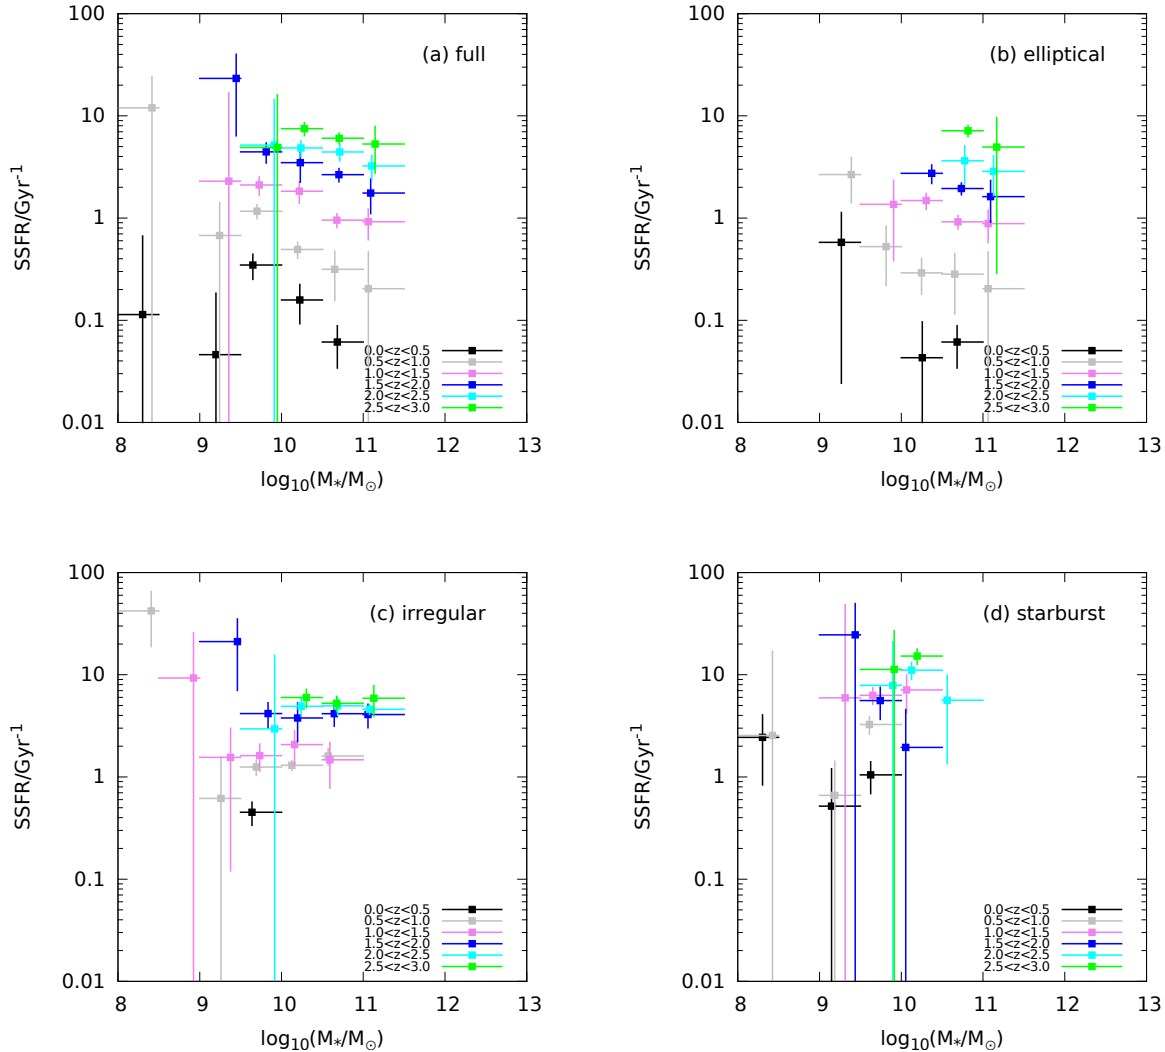 (a) full
SSFR/Gyr⁻¹
100
10
1
0.1
0.01
0.0<z<0.5
0.5<z<1.0
1.0<z<1.5
1.5<z<2.0
2.0<z<2.5
2.5<z<3.0
8 9 10 11 12 13
log₁₀(M*/M☉)
(b) elliptical
SSFR/Gyr⁻¹
100
10
1
0.1
0.01
0.0<z<0.5
0.5<z<1.0
1.0<z<1.5
1.5<z<2.0
2.0<z<2.5
2.5<z<3.0
8 9 10 11 12 13
log₁₀(M*/M☉)
(c) irregular
SSFR/Gyr⁻¹
100
10
1
0.1
0.01
0.0<z<0.5
0.5<z<1.0
1.0<z<1.5
1.5<z<2.0
2.0<z<2.5
2.5<z<3.0
8 9 10 11 12 13
log₁₀(M*/M☉)
(d) starburst
SSFR/Gyr⁻¹
100
10
1
0.1
0.01
0.0<z<0.5
0.5<z<1.0
1.0<z<1.5
1.5<z<2.0
2.0<z<2.5
2.5<z<3.0
8 9 10 11 12 13
log₁₀(M*/M☉)